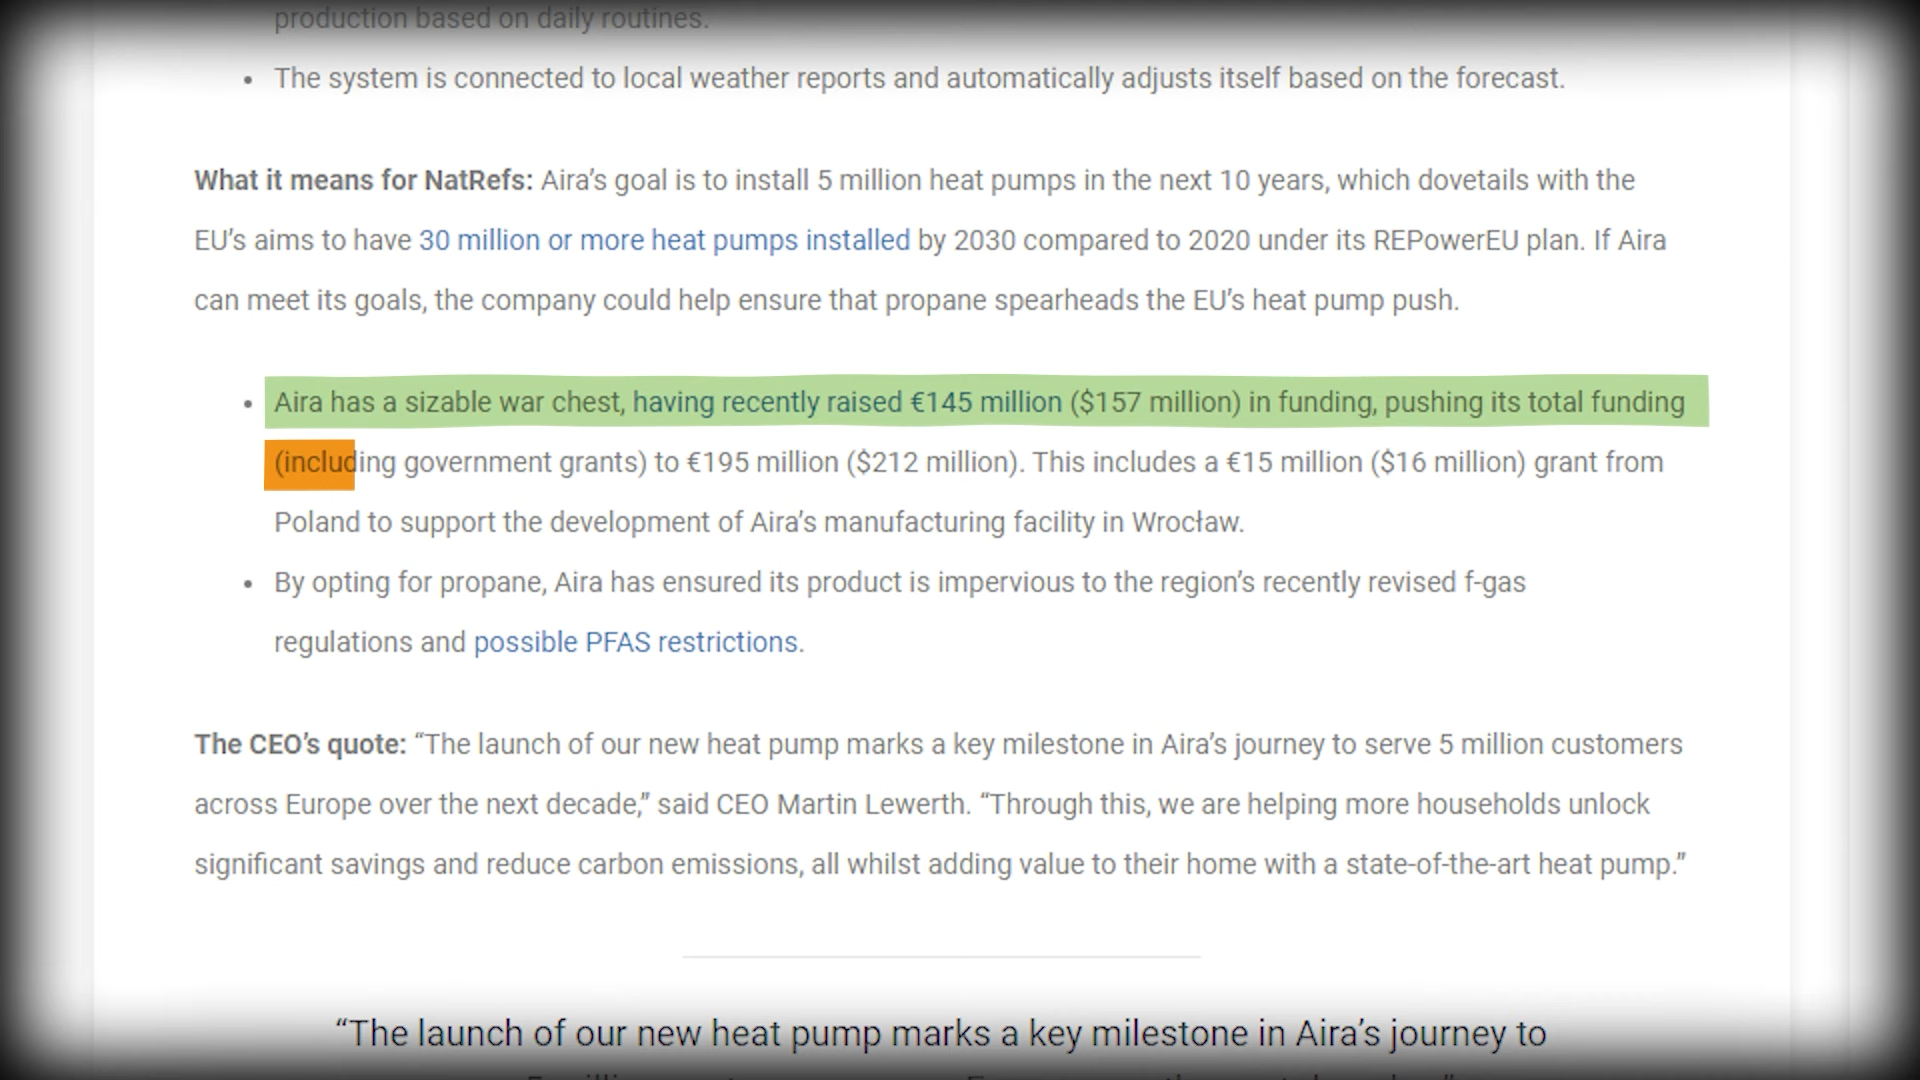 production based on daily routines.
• The system is connected to local weather reports and automatically adjusts itself based on the forecast.
What it means for NatRefs: Aira’s goal is to install 5 million heat pumps in the next 10 years, which dovetails with the
EU’s aims to have 30 million or more heat pumps installed by 2030 compared to 2020 under its REPowerEU plan. If Aira
can meet its goals, the company could help ensure that propane spearheads the EU’s heat pump push.
• Aira has a sizable war chest, having recently raised €145 million ($157 million) in funding, pushing its total funding
(including government grants) to €195 million ($212 million). This includes a €15 million ($16 million) grant from
Poland to support the development of Aira’s manufacturing facility in Wrocław.
• By opting for propane, Aira has ensured its product is impervious to the region’s recently revised f-gas
regulations and possible PFAS restrictions.
The CEO’s quote: “The launch of our new heat pump marks a key milestone in Aira’s journey to serve 5 million customers
across Europe over the next decade,” said CEO Martin Lewerth. “Through this, we are helping more households unlock
significant savings and reduce carbon emissions, all whilst adding value to their home with a state-of-the-art heat pump.”
“The launch of our new heat pump marks a key milestone in Aira’s journey to